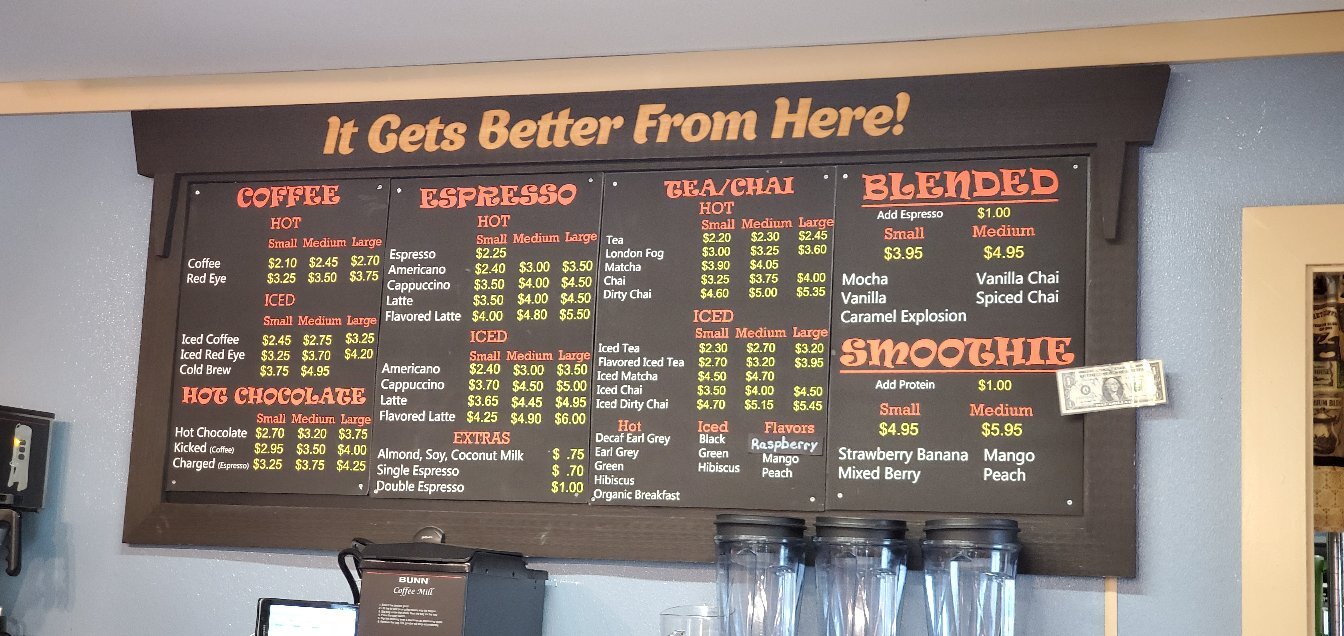 It Gets Better From Here!
COFFEE
HOT
Small Medium Large
Coffee $2.10 $2.45 $2.70
Red Eye $3.25 $3.50 $3.75
ICED
Small Medium Large
Iced Coffee $2.45 $2.75 $3.25
Iced Red Eye $3.25 $3.70 $4.20
Cold Brew $3.75 $4.95
HOT CHOCOLATE
Small Medium Large
Hot Chocolate $2.70 $3.20 $3.75
Kicked (Coffee) $2.95 $3.50 $4.00
Charged (Espresso) $3.25 $3.75 $4.25
ESPRESSO
HOT
Small Medium Large
Espresso $2.25
Americano $2.40 $3.00 $3.50
Cappuccino $3.50 $4.00 $4.50
Latte $3.50 $4.00 $4.50
Flavored Latte $4.00 $4.80 $5.50
ICED
Small Medium Large
Americano $2.40 $3.00 $3.50
Cappuccino $3.70 $4.50 $5.00
Latte $3.65 $4.45 $4.95
Flavored Latte $4.25 $4.90 $6.00
EXTRAS
Almond, Soy, Coconut Milk $ .75
Single Espresso $ .70
Double Espresso $1.00
TEA/CHAI
HOT
Small Medium Large
Tea $2.20 $2.30 $2.45
London Fog $3.00 $3.25 $3.60
Matcha $3.90 $4.05
Chai $3.25 $3.75 $4.00
Dirty Chai $4.60 $5.00 $5.35
ICED
Small Medium Large
Iced Tea $2.30 $2.70 $3.20
Flavored Iced Tea $2.70 $3.20 $3.95
Iced Matcha $4.50 $4.70
Iced Chai $3.50 $4.00 $4.50
Iced Dirty Chai $4.70 $5.15 $5.45
Hot Iced Flavors
Decaf Earl Grey Black Raspberry
Earl Grey Green Mango
Green Hibiscus Peach
Hibiscus
Organic Breakfast
BLENDED
Add Espresso $1.00
Small Medium
$3.95 $4.95
Mocha Vanilla Chai
Vanilla Spiced Chai
Caramel Explosion
SMOOTHIE
Add Protein $1.00
Small Medium
$4.95 $5.95
Strawberry Banana Mango
Mixed Berry Peach
BUNN
Coffee Mill